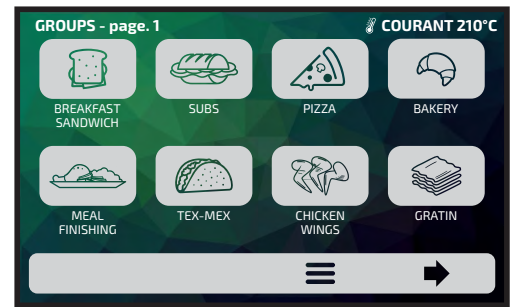 GROUPS - page. 1
COURANT 210°C
BREAKFAST
SANDWICH
SUBS
PIZZA
BAKERY
MEAL
FINISHING
TEX-MEX
CHICKEN
WINGS
GRATIN